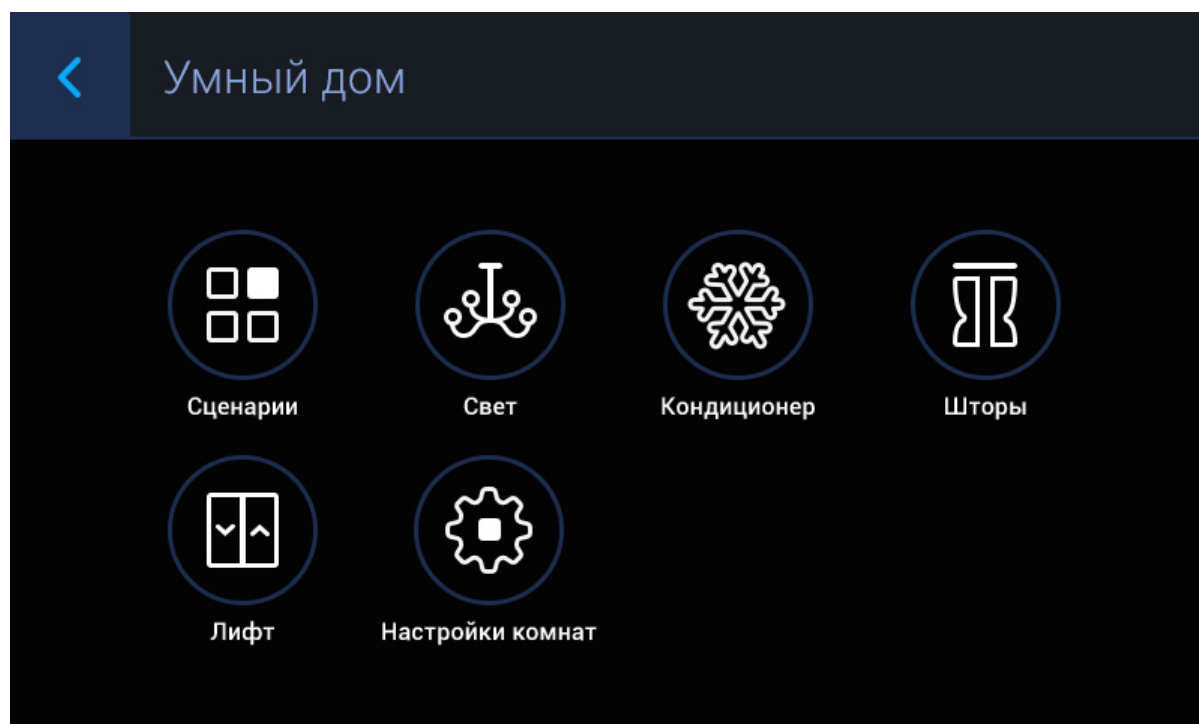 Умный дом
Сценарии
Свет
Кондиционер
Шторы
Лифт
Настройки комнат